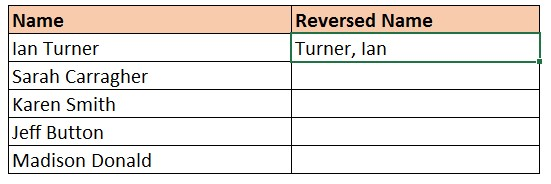 Name Reversed Name
Ian Turner Turner, Ian
Sarah Carragher
Karen Smith
Jeff Button
Madison Donald